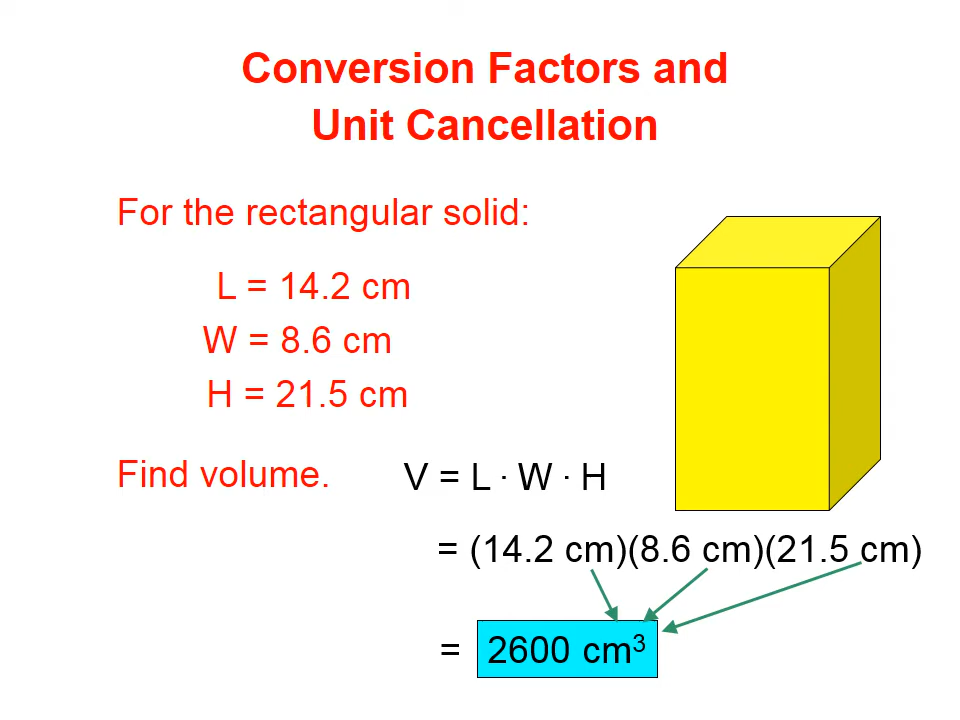 Conversion Factors and
Unit Cancellation
For the rectangular solid:
L = 14.2 cm
W = 8.6 cm
H = 21.5 cm
Find volume. V = L · W · H
= (14.2 cm)(8.6 cm)(21.5 cm)
= 2600 cm³